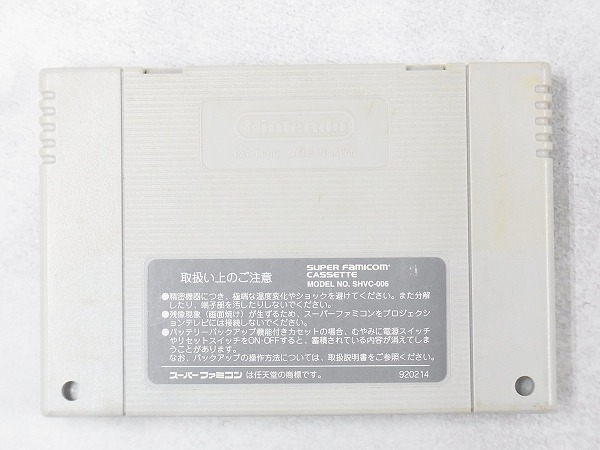 Nintendo
取扱い上のご注意
SUPER FAMICOM
CASSETTE
MODEL NO. SHVC-006
●精密機器につき、極端な温度変化やショックを避けてください。また分解
したり、端子部を汚したりしないでください。
●残像現象(画面焼け)が生ずるため、スーパーファミコンをプロジェクシ
ョンテレビには接続しないでください。
●バッテリーバックアップ機能付きカセットの場合、むやみに電源スイッチ
やリセットスイッチをON・OFFすると、蓄積されている内容が消えてしま
うことがあります。
なお、バックアップの操作方法については、取扱説明書をご参照ください。
スーパーファミコン は任天堂の商標です。
920214